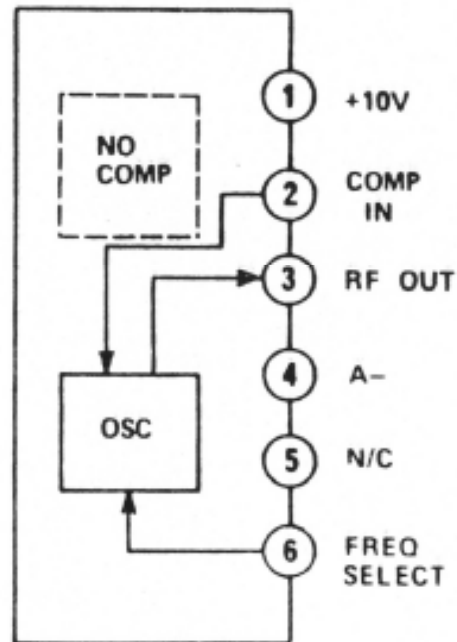 1 +10V
NO
COMP
2 COMP
IN
3 RF OUT
4 A-
OSC
5 N/C
6 FREQ
SELECT